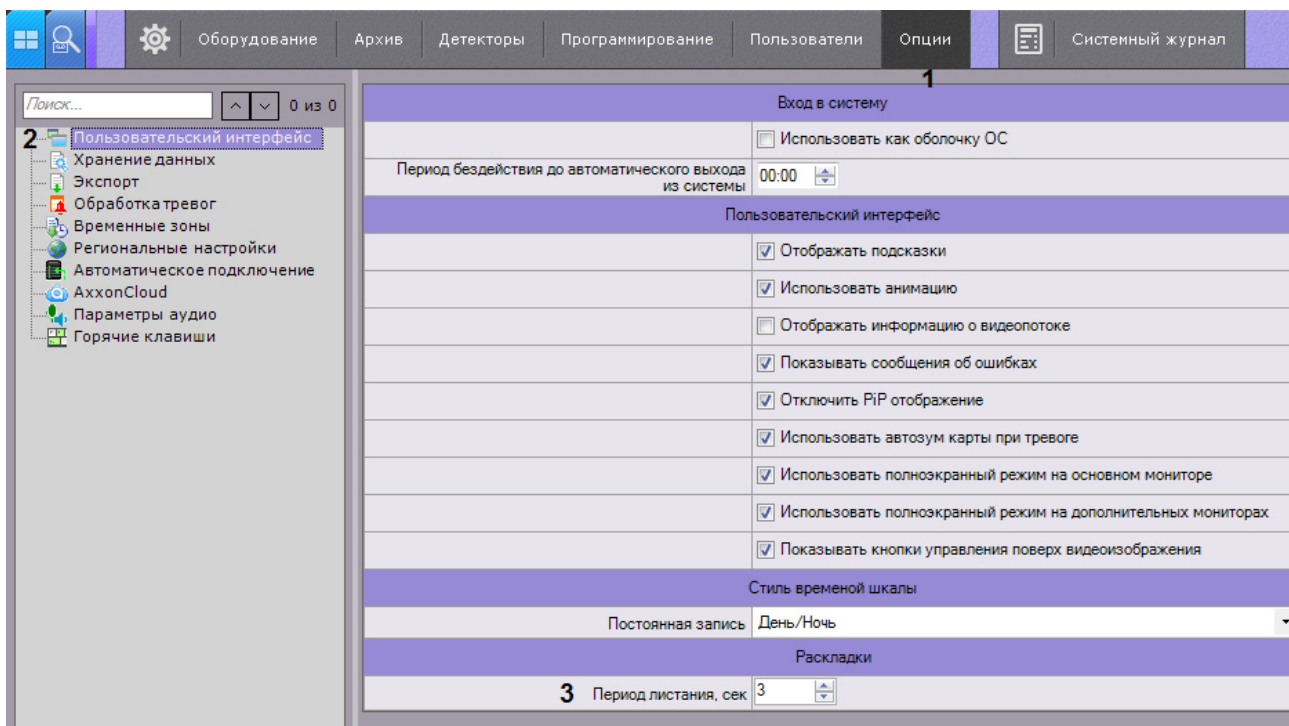 Оборудование
Архив
Детекторы
Программирование
Пользователи
Опции
Системный журнал
1
Поиск...
0 из 0
2
Пользовательский интерфейс
Хранение данных
Экспорт
Обработка тревог
Временные зоны
Региональные настройки
Автоматическое подключение
AxxonCloud
Параметры аудио
Горячие клавиши
Вход в систему
Использовать как оболочку ОС
Период бездействия до автоматического выхода
из системы
00:00
Пользовательский интерфейс
Отображать подсказки
Использовать анимацию
Отображать информацию о видеопотоке
Показывать сообщения об ошибках
Отключить PiP отображение
Использовать автозум карты при тревоге
Использовать полноэкранный режим на основном мониторе
Использовать полноэкранный режим на дополнительных мониторах
Показывать кнопки управления поверх видеоизображения
Стиль временой шкалы
Постоянная запись
День/Ночь
Раскладки
3 Период листания, сек 3